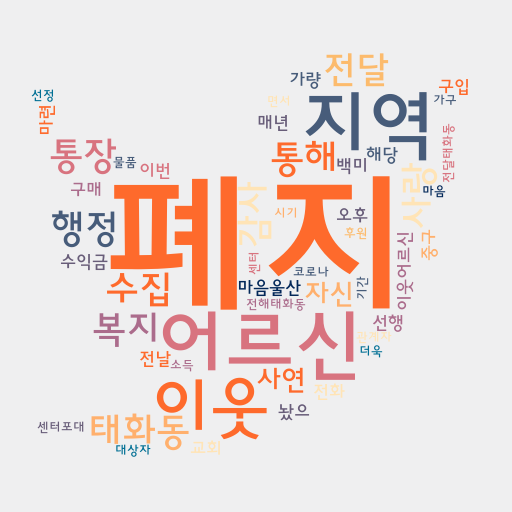 선정
가량
전달
구입
마련
면서
가구
매년
지역
통장
물품
이번
통해
백미
해당
전달태화동
구매
폐지
감사
사랑
마음
행정
시기
오후
후원
중구
수익금
센터
코로나
이웃어르신
수집
마음울산
자신
기간
전해태화동
복지
어르신
선행
관계자
전날
소득
더욱
이웃
사연
전화
놨으
센터포대
태화동
대상자
교회